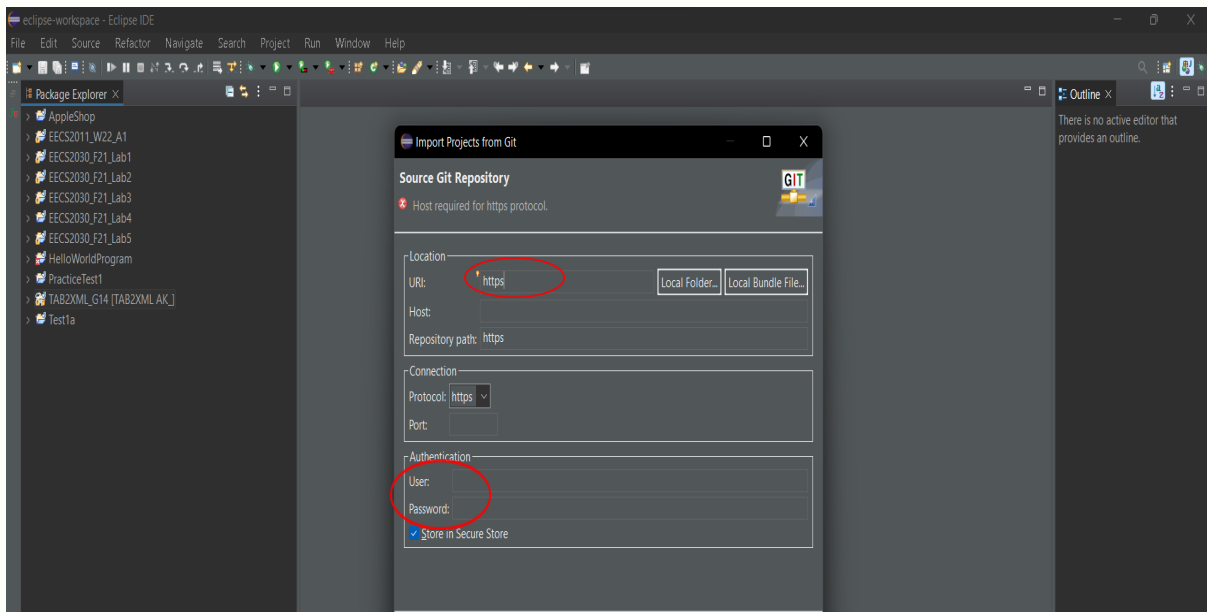 eclipse-workspace - Eclipse IDE
File Edit Source Refactor Navigate Search Project Run Window Help
Package Explorer
AppleShop
EECS2011_W22_A1
EECS2030_F21_Lab1
EECS2030_F21_Lab2
EECS2030_F21_Lab3
EECS2030_F21_Lab4
EECS2030_F21_Lab5
HelloWorldProgram
PracticeTest1
TAB2XML_G14 [TAB2XML AK_]
Test1a
Import Projects from Git
Source Git Repository
GIT
Host required for https protocol.
Location
URI: https Local Folder... Local Bundle File...
Host:
Repository path: https
Connection
Protocol: https
Port:
Authentication
User:
Password:
Store in Secure Store
Outline
There is no active editor that
provides an outline.